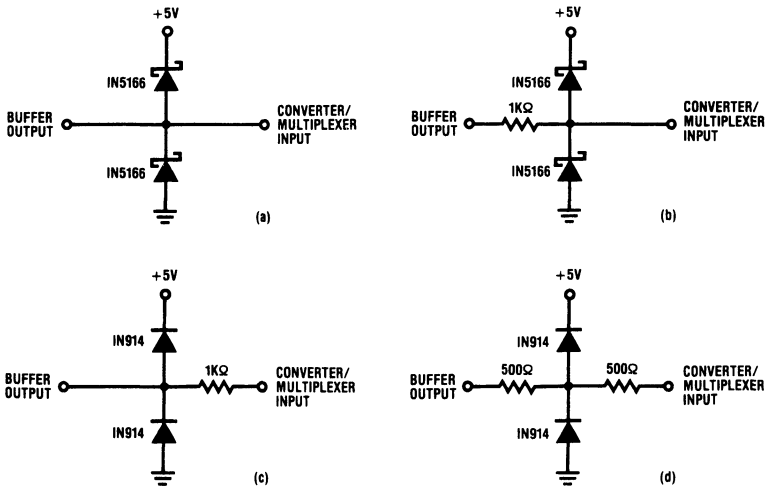 +5V
IN5166
BUFFER
OUTPUT
CONVERTER/
MULTIPLEXER
INPUT
IN5166
(a)
+5V
IN5166
BUFFER
OUTPUT
1KΩ
CONVERTER/
MULTIPLEXER
INPUT
IN5166
(b)
+5V
IN914
BUFFER
OUTPUT
1KΩ
CONVERTER/
MULTIPLEXER
INPUT
IN914
(c)
+5V
IN914
BUFFER
OUTPUT
500Ω
500Ω
CONVERTER/
MULTIPLEXER
INPUT
IN914
(d)